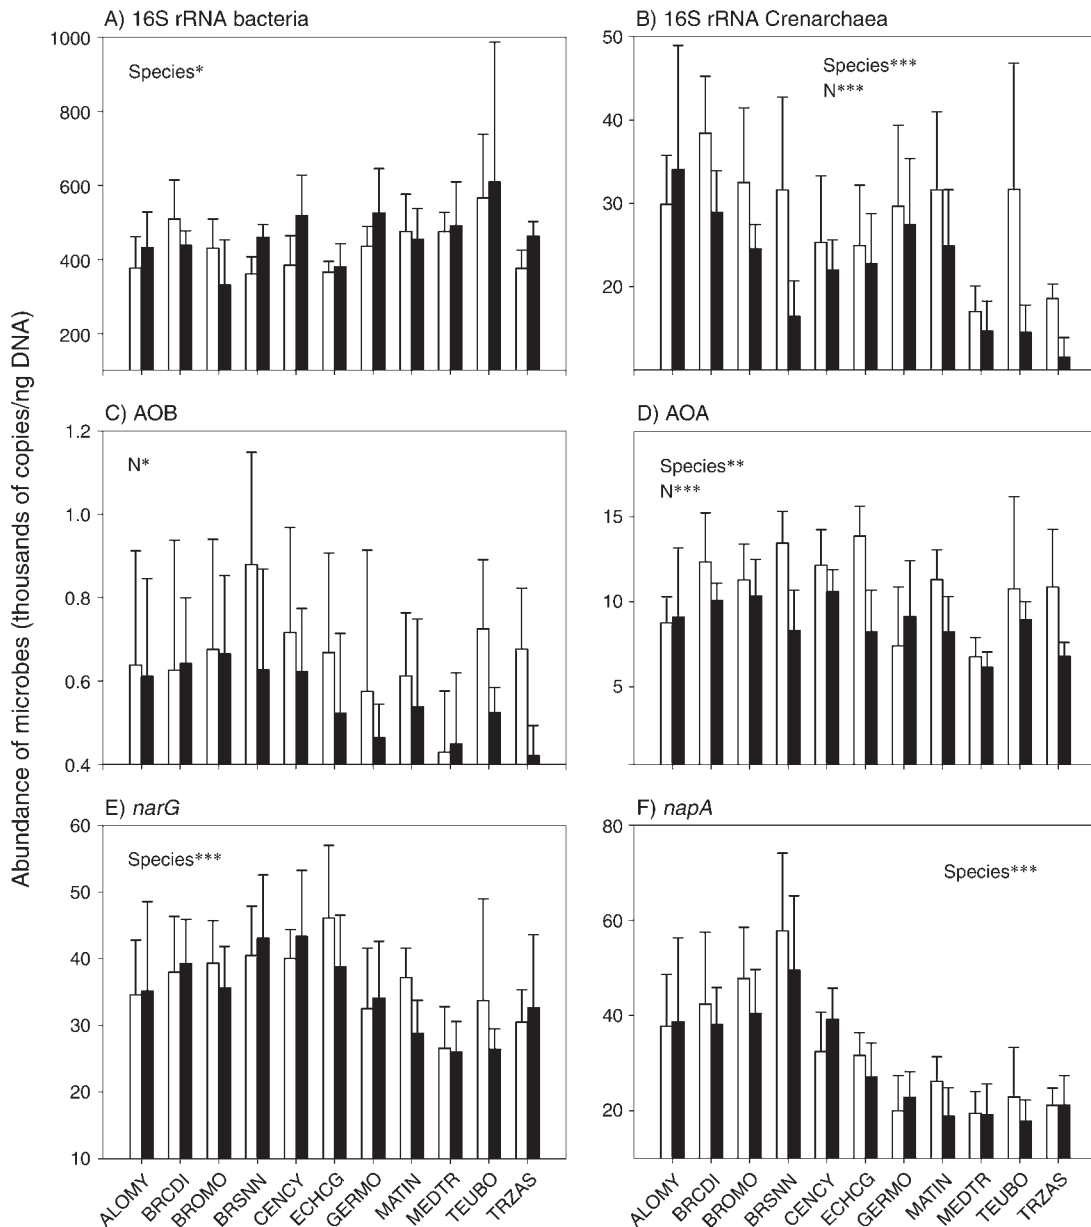 A) 16S rRNA bacteria
B) 16S rRNA Crenarchaea
1000
800
600
400
200
Species*
50
40
30
20
Species***
N***
Abundance of microbes (thousands of copies/ng DNA)
C) AOB
D) AOA
1.2
1.0
0.8
0.6
0.4
N*
15
10
5
Species**
N***
E) narG
F) napA
60
50
40
30
20
10
Species***
80
60
40
20
Species***
ALOMY
BRCDI
BROMO
BRSNN
CENCY
ECHCG
GERMO
MATIN
MEDTR
TEUBO
TRZAS
ALOMY
BRCDI
BROMO
BRSNN
CENCY
ECHCG
GERMO
MATIN
MEDTR
TEUBO
TRZAS